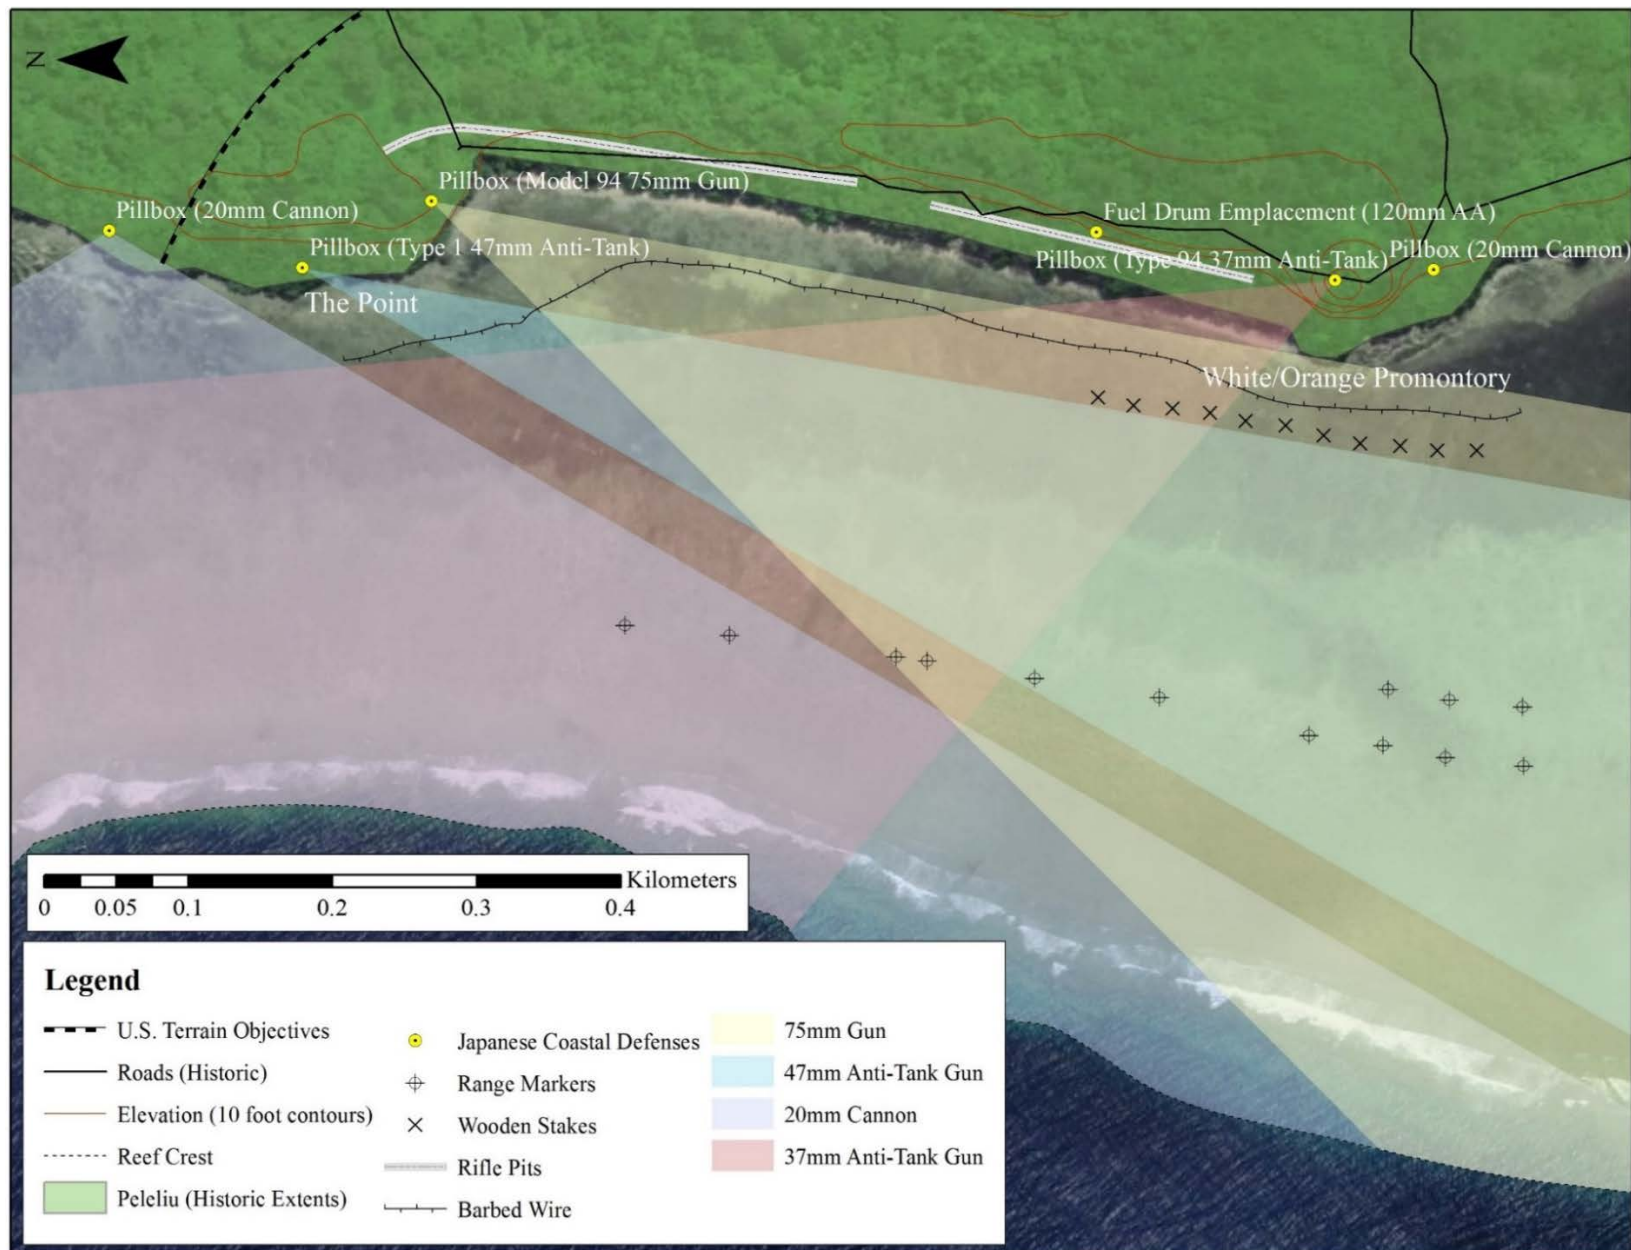 N
Pillbox (Model 94 75mm Gun)
Pillbox (20mm Cannon)
Fuel Drum Emplacement (120mm AA)
Pillbox (Type 1 47mm Anti-Tank)
Pillbox (Type 94 37mm Anti-Tank)
Pillbox (20mm Cannon)
The Point
White/Orange Promontory
Kilometers
0 0.05 0.1 0.2 0.3 0.4
Legend
U.S. Terrain Objectives
Roads (Historic)
Elevation (10 foot contours)
Reef Crest
Peleliu (Historic Extents)
Japanese Coastal Defenses
Range Markers
Wooden Stakes
Rifle Pits
Barbed Wire
75mm Gun
47mm Anti-Tank Gun
20mm Cannon
37mm Anti-Tank Gun